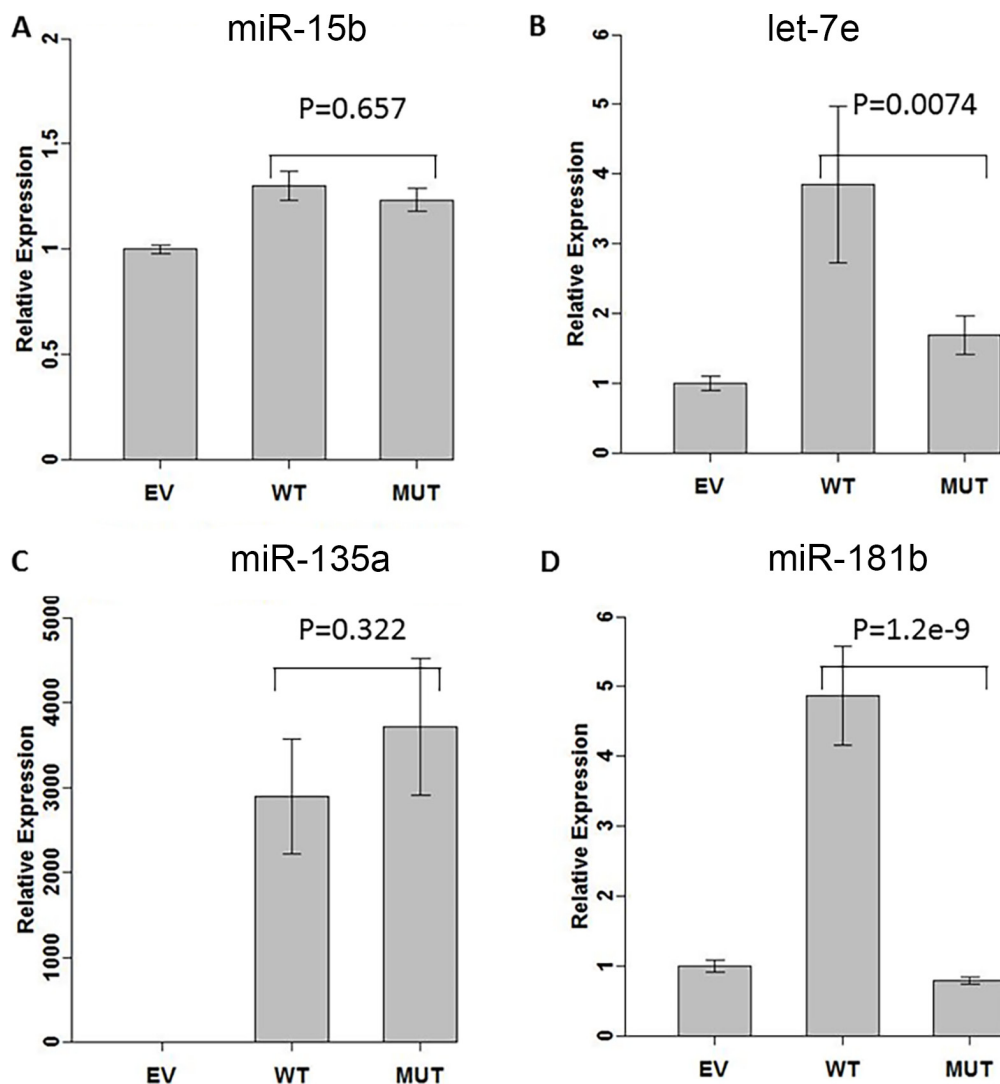 A
miR-15b
2
1.5
1
0.5
0
Relative Expression
P=0.657
EV WT MUT
B
let-7e
6
5
4
3
2
1
0
Relative Expression
P=0.0074
EV WT MUT
C
miR-135a
5000
4000
3000
2000
1000
0
Relative Expression
P=0.322
EV WT MUT
D
miR-181b
6
5
4
3
2
1
0
Relative Expression
P=1.2e-9
EV WT MUT